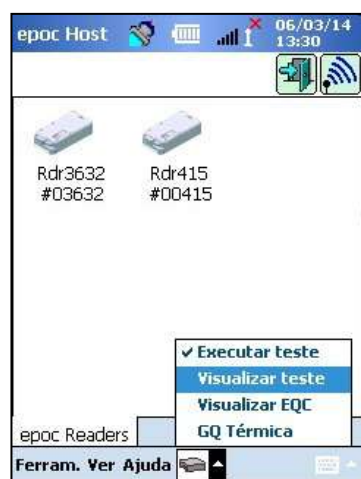 epoc Host 06/03/14
13:30
Rdr3632 Rdr415
#03632 #00415
✓ Executar teste
Visualizar teste
Visualizar EQC
GQ Térmica
epoc Readers
Ferram. Ver Ajuda